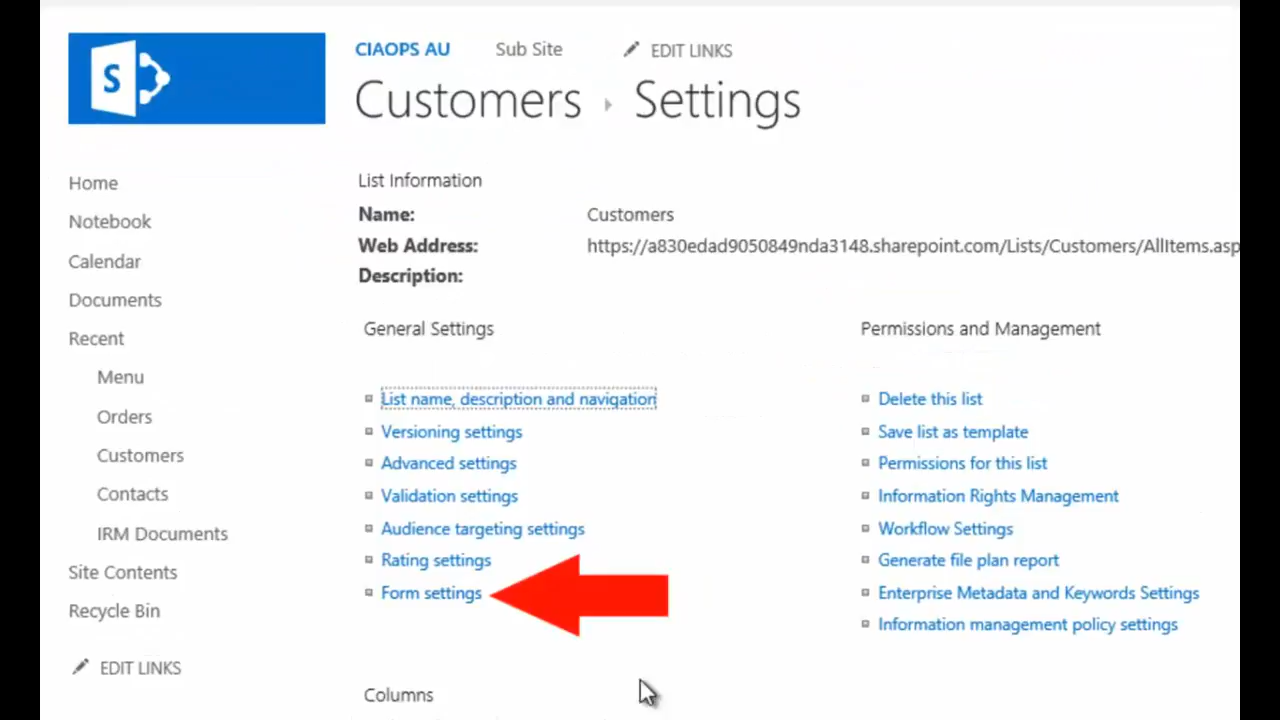 S
CIAOPS AU Sub Site EDIT LINKS
Customers Settings
Home
Notebook
Calendar
Documents
Recent
Menu
Orders
Customers
Contacts
IRM Documents
Site Contents
Recycle Bin
EDIT LINKS
List Information
Name: Customers
Web Address: https://a830edad9050849nda3148.sharepoint.com/Lists/Customers/AllItems.asp
Description:
General Settings
List name, description and navigation
Versioning settings
Advanced settings
Validation settings
Audience targeting settings
Rating settings
Form settings
Permissions and Management
Delete this list
Save list as template
Permissions for this list
Information Rights Management
Workflow Settings
Generate file plan report
Enterprise Metadata and Keywords Settings
Information management policy settings
Columns